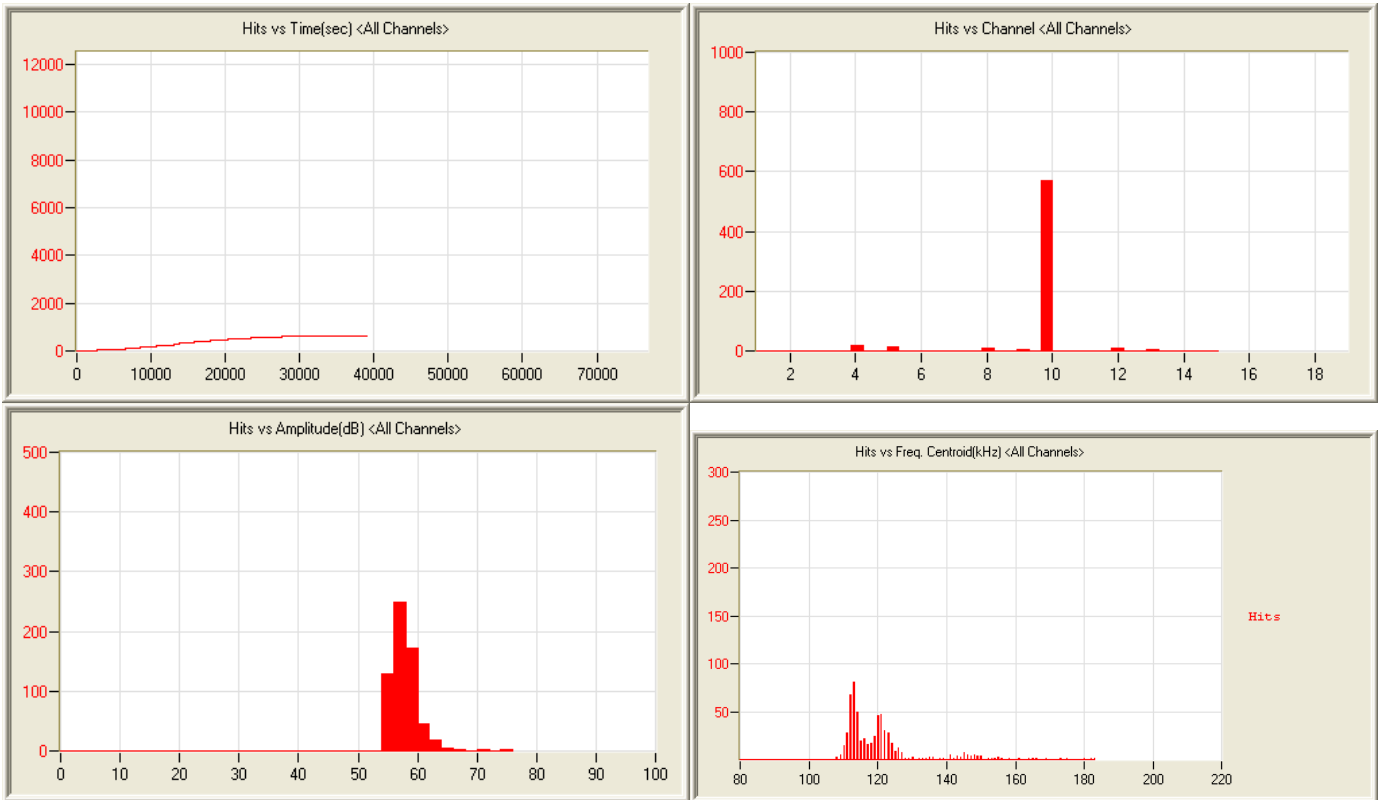 Hits vs Time(sec) <All Channels>
12000
10000
8000
6000
4000
2000
0
0 10000 20000 30000 40000 50000 60000 70000
Hits vs Channel <All Channels>
1000
800
600
400
200
0
2 4 6 8 10 12 14 16 18
Hits vs Amplitude(dB) <All Channels>
500
400
300
200
100
0
0 10 20 30 40 50 60 70 80 90 100
Hits vs Freq. Centroid(kHz) <All Channels>
300
250
200
150
100
50
80 100 120 140 160 180 200 220
Hits